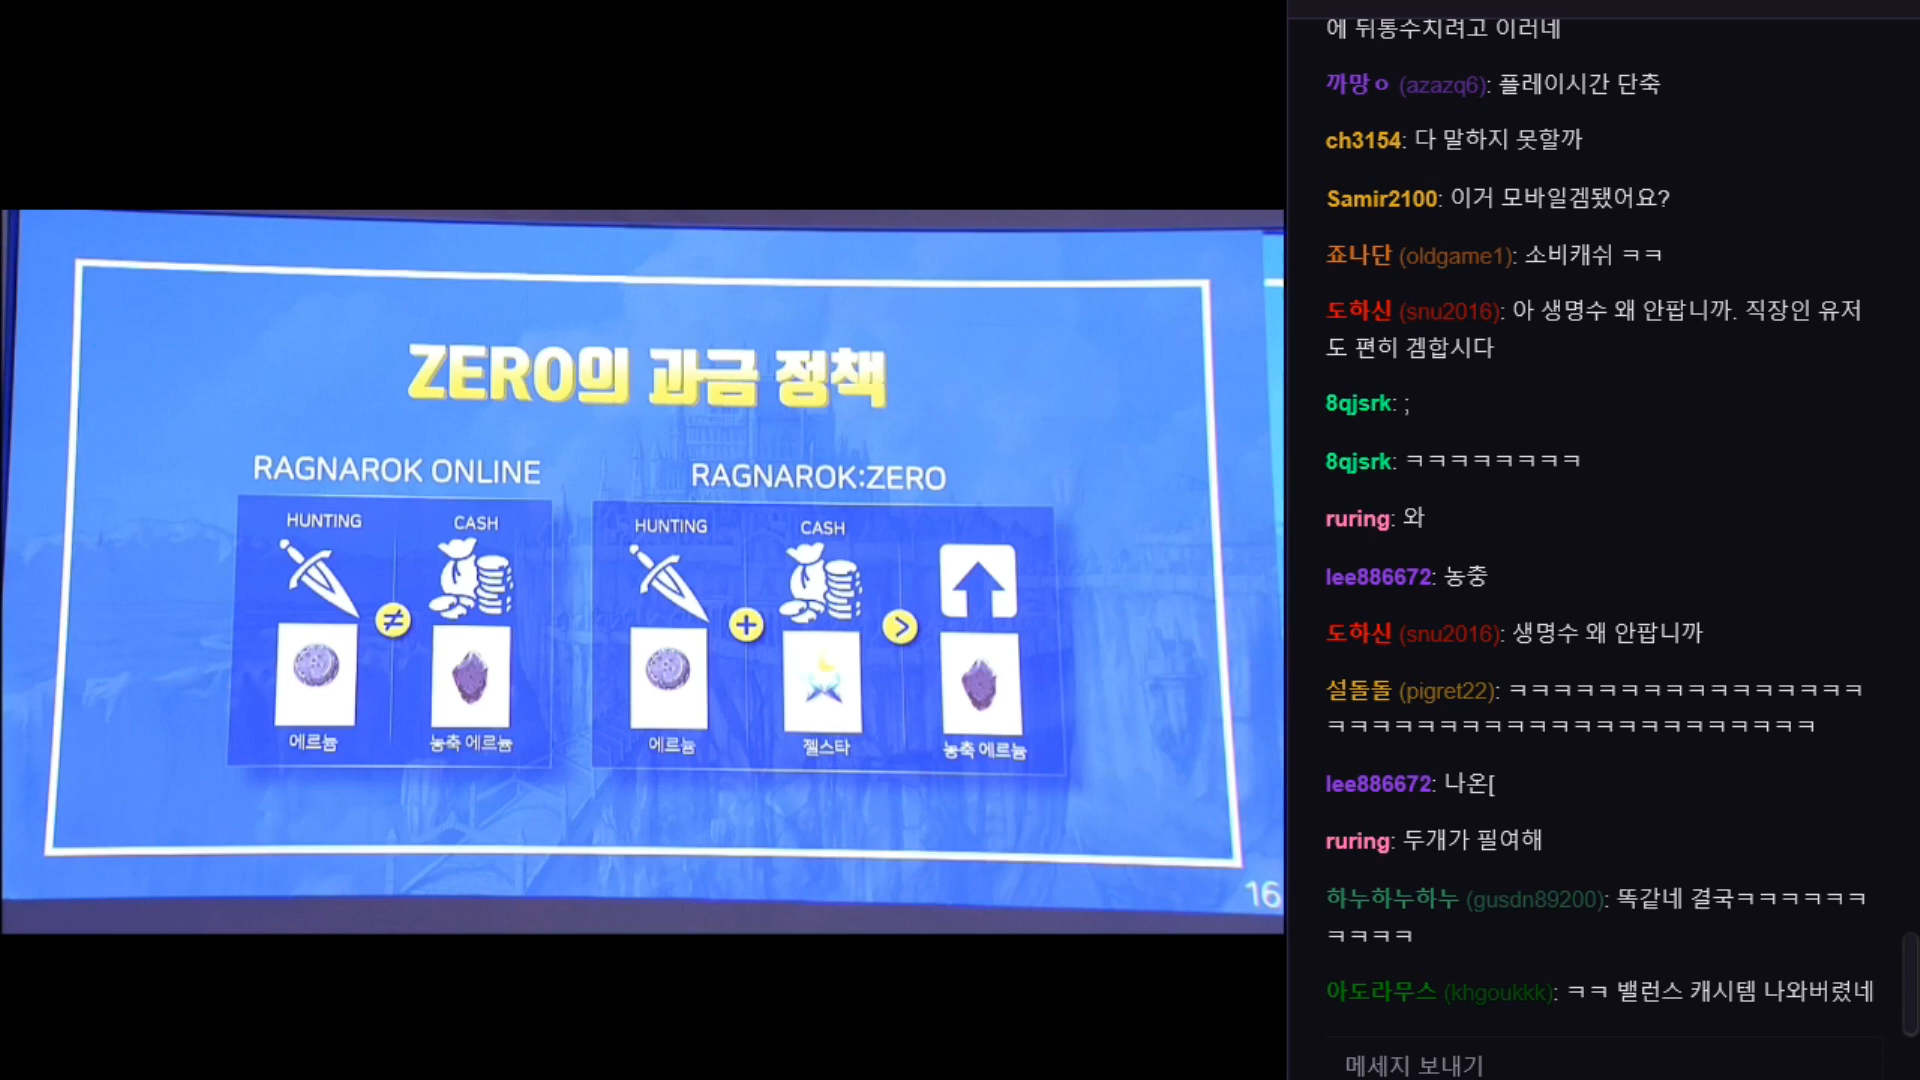 ZERO의 과금 정책
RAGNAROK ONLINE
RAGNAROK:ZERO
HUNTING
CASH
HUNTING
CASH
≠
+
>
에르늄
농축 에르늄
에르늄
젤스타
농축 에르늄
16
에 뒤통수치려고 이러네
까망ㅇ (azazq6): 플레이시간 단축
ch3154: 다 말하지 못할까
Samir2100: 이거 모바일겜됐어요?
죠나단 (oldgame1): 소비캐쉬 ㅋㅋ
도하신 (snu2016): 아 생명수 왜 안팝니까. 직장인 유저
도 편히 겜합시다
8qjsrk: ;
8qjsrk: ㅋㅋㅋㅋㅋㅋㅋㅋ
ruring: 와
lee886672: 농충
도하신 (snu2016): 생명수 왜 안팝니까
설돌돌 (pigret22): ㅋㅋㅋㅋㅋㅋㅋㅋㅋㅋㅋㅋㅋㅋㅋㅋ
ㅋㅋㅋㅋㅋㅋㅋㅋㅋㅋㅋㅋㅋㅋㅋㅋㅋㅋㅋㅋㅋㅋ
lee886672: 나온[
ruring: 두개가 필여해
하누하누하누 (gusdn89200): 똑같네 결국ㅋㅋㅋㅋㅋㅋ
ㅋㅋㅋㅋ
아도라무스 (khgoukkk): ㅋㅋ 밸런스 캐시템 나와버렸네
메세지 보내기